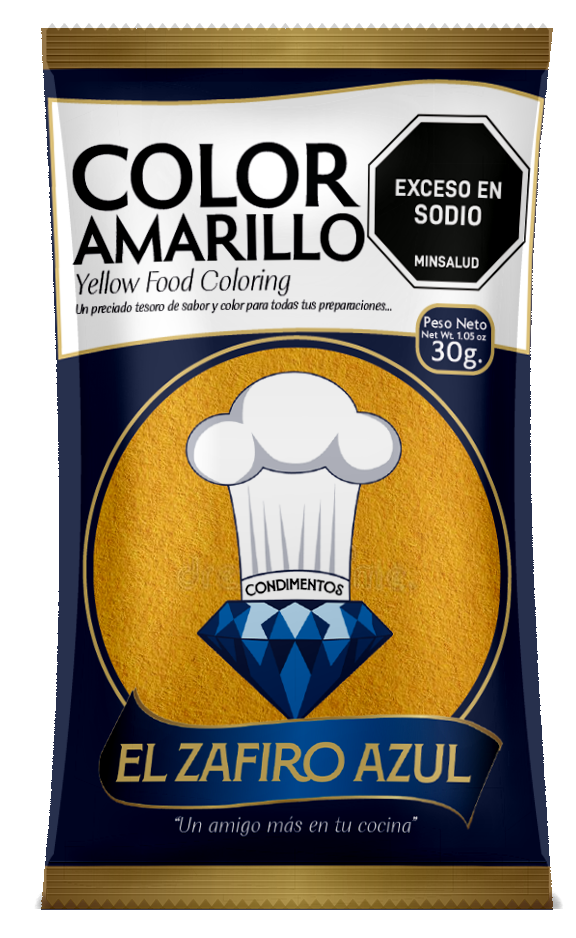 COLOR
AMARILLO
Yellow Food Coloring
Un preciado tesoro de sabor y color para todas tus preparaciones...
EXCESO EN
SODIO
MINSALUD
Peso Neto
Net Wt. 1.05 oz
30g.
CONDIMENTOS
EL ZAFIRO AZUL
"Un amigo más en tu cocina"